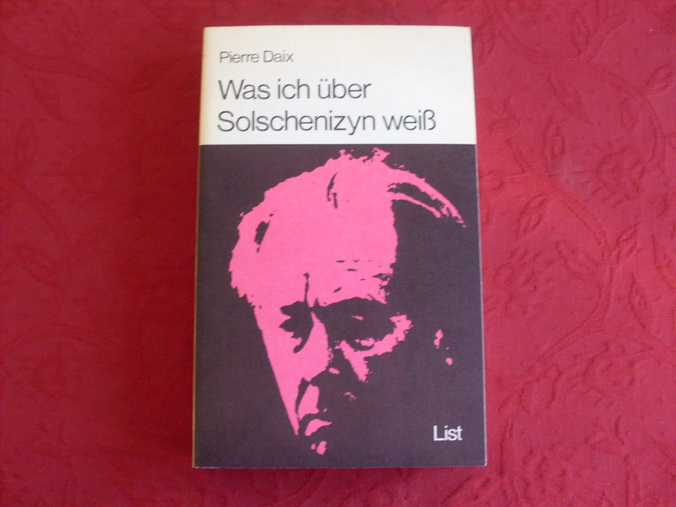 Pierre Daix
Was ich über
Solschenizyn weiß
List